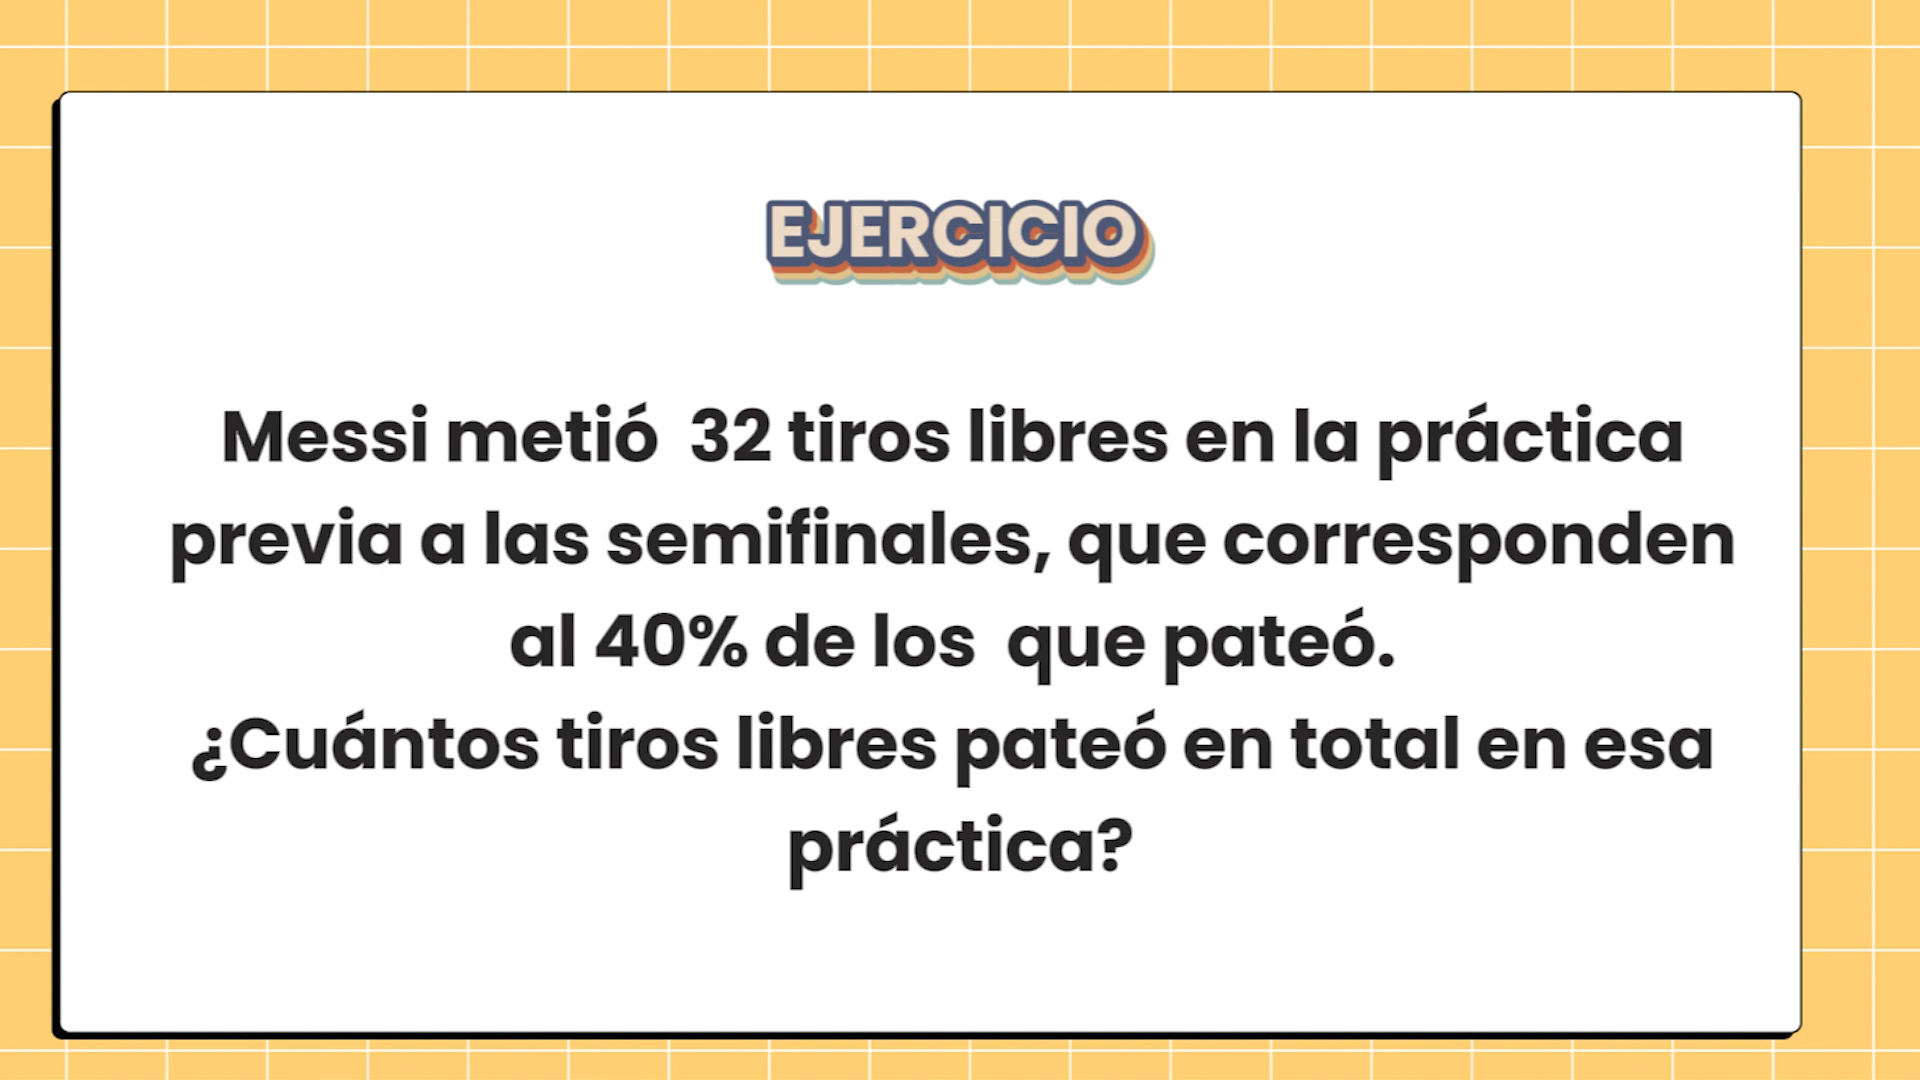 EJERCICIO
Messi metió 32 tiros libres en la práctica
previa a las semifinales, que corresponden
al 40% de los que pateó.
¿Cuántos tiros libres pateó en total en esa
práctica?